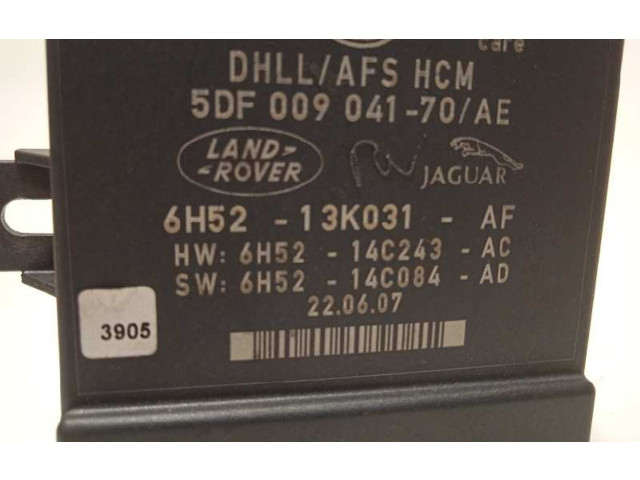 care
DHLL/AFS HCM
5DF 009 041-70/AE
LAND-
-ROVER
JAGUAR
6H52 - 13K031 - AF
HW: 6H52 - 14C243 - AC
SW: 6H52 - 14C084 - AD
22.06.07
3905